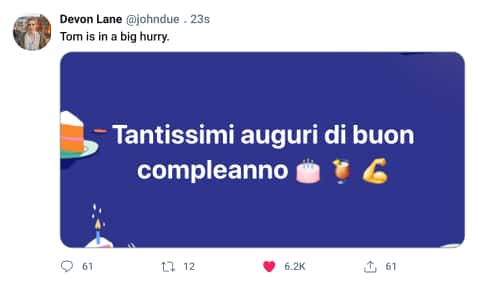 Devon Lane @johndue . 23s
Tom is in a big hurry.
Tantissimi auguri di buon
compleanno 🎂 🍹 💪
61 12 6.2K 61